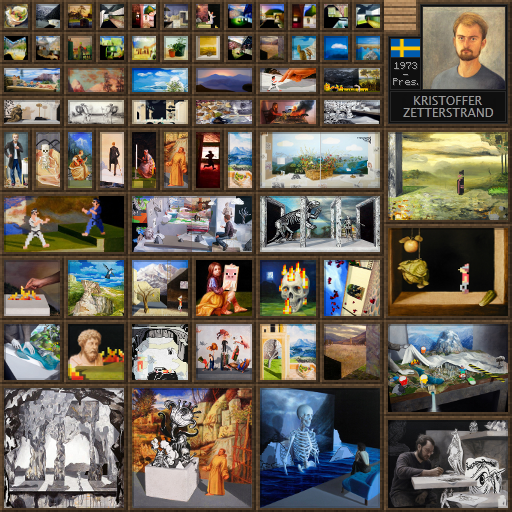 1973
–
Pres.
KRISTOFFER
ZETTERSTRAND